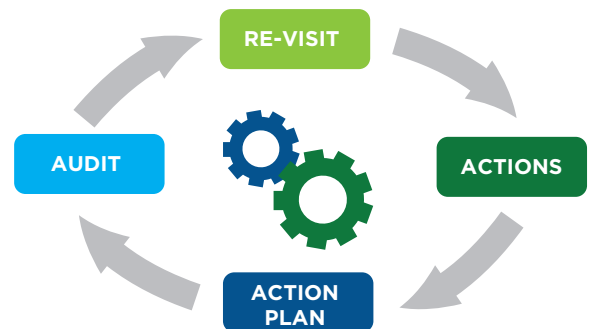 RE-VISIT
AUDIT
ACTIONS
ACTION
PLAN